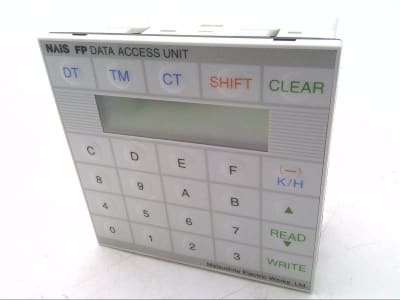 NAiS FP DATA ACCESS UNIT
DT TM CT SHIFT CLEAR
C D E F (—) K/H
8 9 A B ▲
4 5 6 7 READ ▼
0 1 2 3 WRITE
Matsushita Electric Works, Ltd.